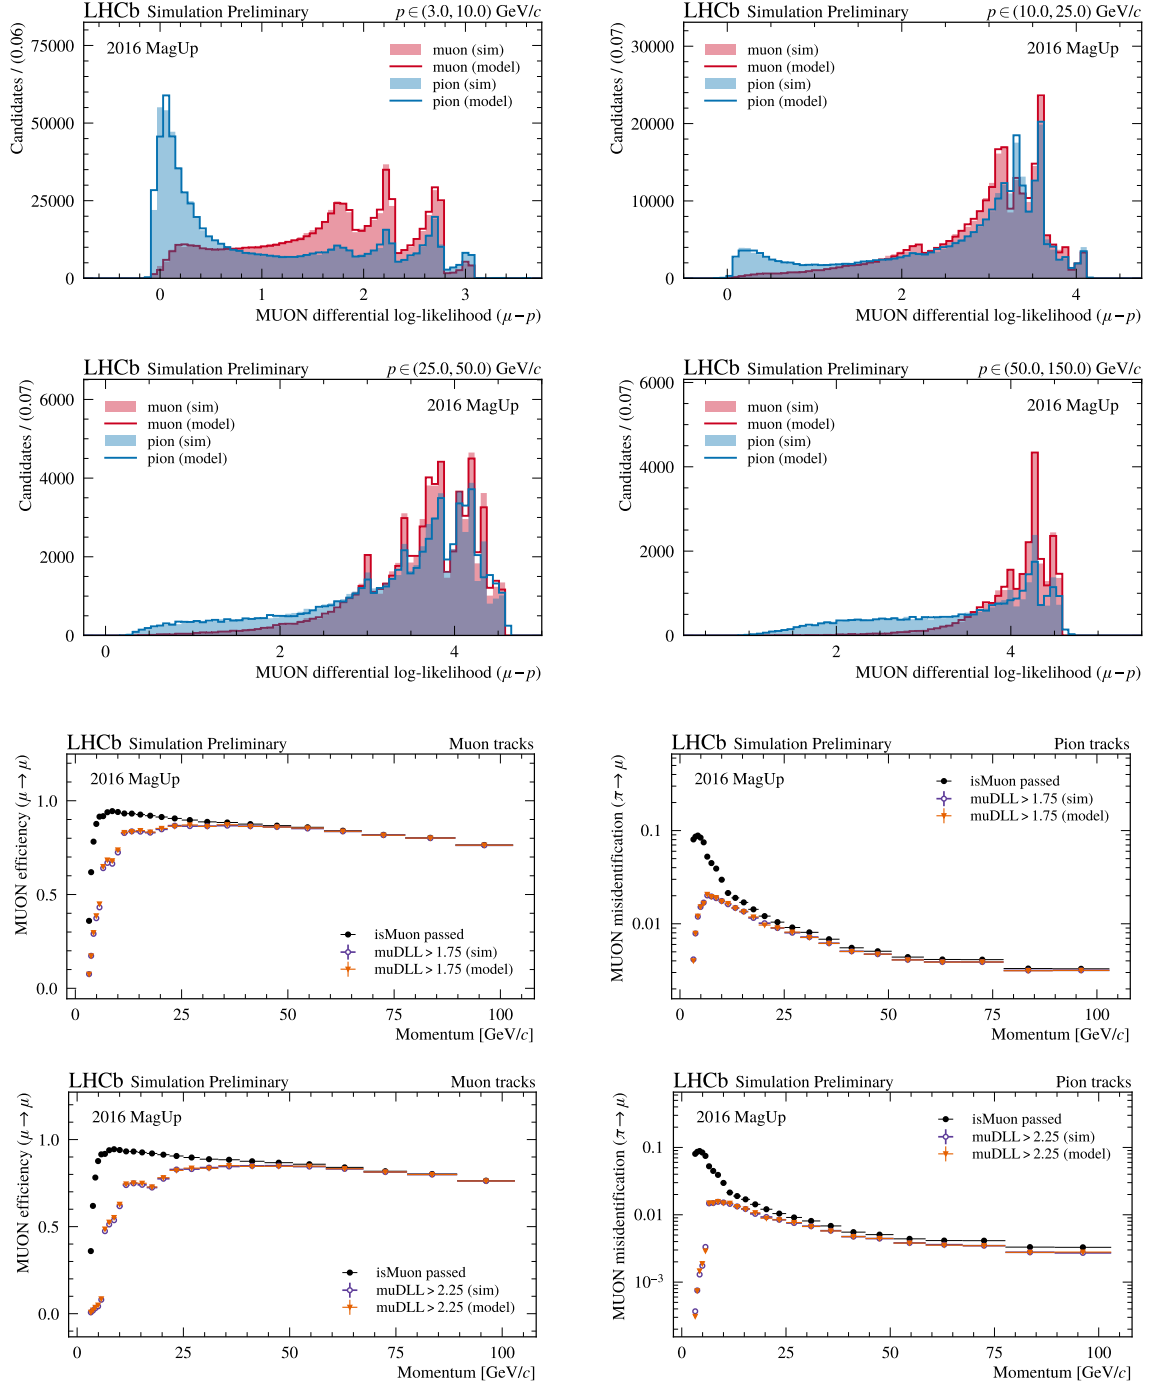 LHCb Simulation Preliminary p ∈ (3.0, 10.0) GeV/c
2016 MagUp
muon (sim)
muon (model)
pion (sim)
pion (model)
Candidates / (0.06)
75000
50000
25000
0
0 1 2 3
MUON differential log-likelihood (μ−p)
LHCb Simulation Preliminary p ∈ (10.0, 25.0) GeV/c
2016 MagUp
muon (sim)
muon (model)
pion (sim)
pion (model)
Candidates / (0.07)
30000
20000
10000
0
0 2 4
MUON differential log-likelihood (μ−p)
LHCb Simulation Preliminary p ∈ (25.0, 50.0) GeV/c
2016 MagUp
muon (sim)
muon (model)
pion (sim)
pion (model)
Candidates / (0.07)
6000
4000
2000
0
0 2 4
MUON differential log-likelihood (μ−p)
LHCb Simulation Preliminary p ∈ (50.0, 150.0) GeV/c
2016 MagUp
muon (sim)
muon (model)
pion (sim)
pion (model)
Candidates / (0.07)
6000
4000
2000
0
2 4
MUON differential log-likelihood (μ−p)
LHCb Simulation Preliminary Muon tracks
2016 MagUp
MUON efficiency (μ → μ)
1.0
0.5
0.0
isMuon passed
muDLL > 1.75 (sim)
muDLL > 1.75 (model)
0 25 50 75 100
Momentum [GeV/c]
LHCb Simulation Preliminary Pion tracks
2016 MagUp
isMuon passed
muDLL > 1.75 (sim)
muDLL > 1.75 (model)
MUON misidentification (π → μ)
0.1
0.01
0 25 50 75 100
Momentum [GeV/c]
LHCb Simulation Preliminary Muon tracks
2016 MagUp
MUON efficiency (μ → μ)
1.0
0.5
0.0
isMuon passed
muDLL > 2.25 (sim)
muDLL > 2.25 (model)
0 25 50 75 100
Momentum [GeV/c]
LHCb Simulation Preliminary Pion tracks
2016 MagUp
isMuon passed
muDLL > 2.25 (sim)
muDLL > 2.25 (model)
MUON misidentification (π → μ)
0.1
0.01
10⁻³
0 25 50 75 100
Momentum [GeV/c]